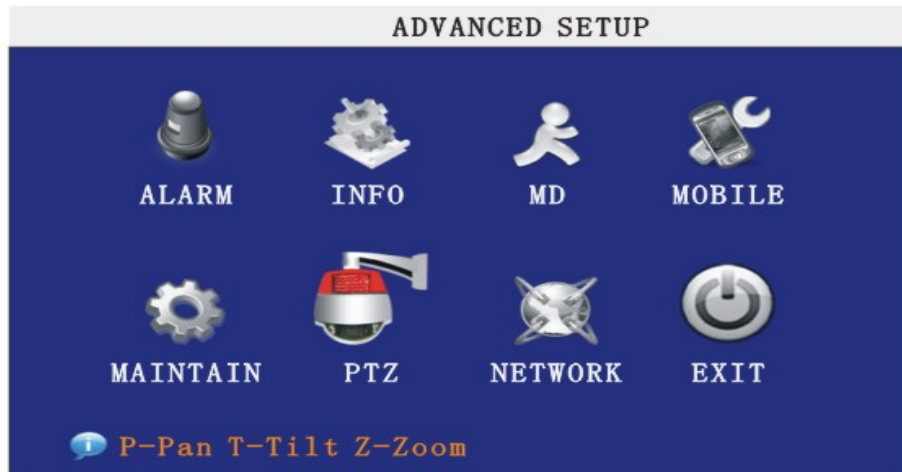 ADVANCED SETUP
ALARM INFO MD MOBILE
MAINTAIN PTZ NETWORK EXIT
P-Pan T-Tilt Z-Zoom